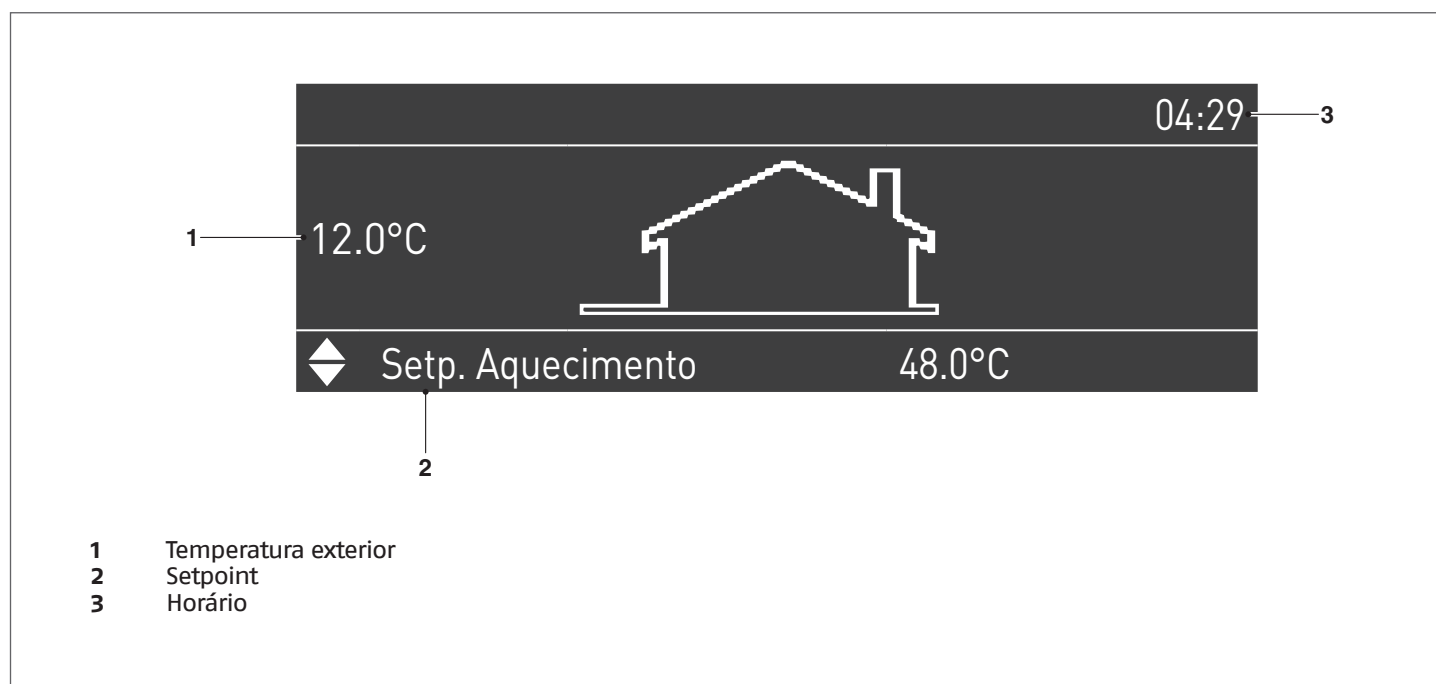 04:29
3
1
12.0°C
Setp. Aquecimento 48.0°C
2
1 Temperatura exterior
2 Setpoint
3 Horário